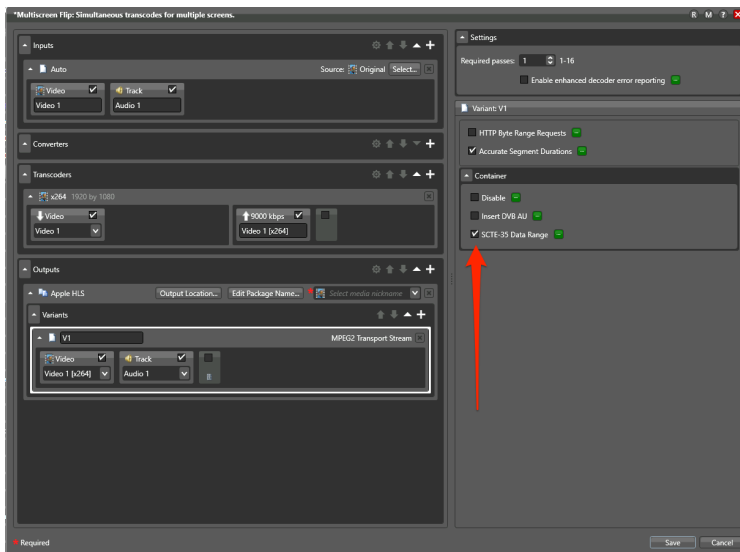 *Multiscreen Flip: Simultaneous transcodes for multiple screens.
R M ?
Inputs
Auto
Source: Original Select...
Video
Track
Video 1
Audio 1
Converters
Transcoders
x264 1920 by 1080
Video
9000 kbps
Video 1
Video 1 [x264]
Outputs
Apple HLS
Output Location...
Edit Package Name...
* Select media nickname
Variants
V1
MPEG2 Transport Stream
Video
Track
Video 1 [x264]
Audio 1
Settings
Required passes: 1 1-16
Enable enhanced decoder error reporting
Variant: V1
HTTP Byte Range Requests
Accurate Segment Durations
Container
Disable
Insert DVB AU
SCTE-35 Data Range
* Required
Save
Cancel